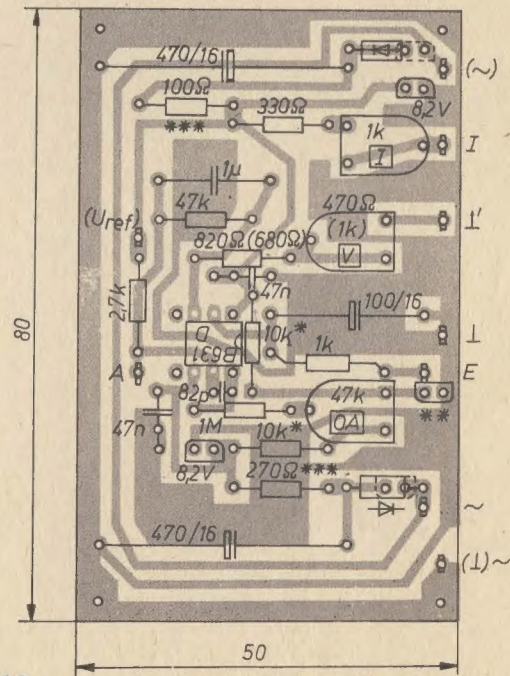 470/16
(~)
100Ω
8,2V
***
330Ω
1k
I
I
1µ
47k
470Ω
⊥'
(Uref)
(1k)
820Ω(680Ω)
V
47n
2,7k
100/16
80
B631
D
10k*
1k
⊥
A
E
82p
47k
**
1M
0A
47n
10k*
8,2V
270Ω***
~
470/16
(⊥)~
50